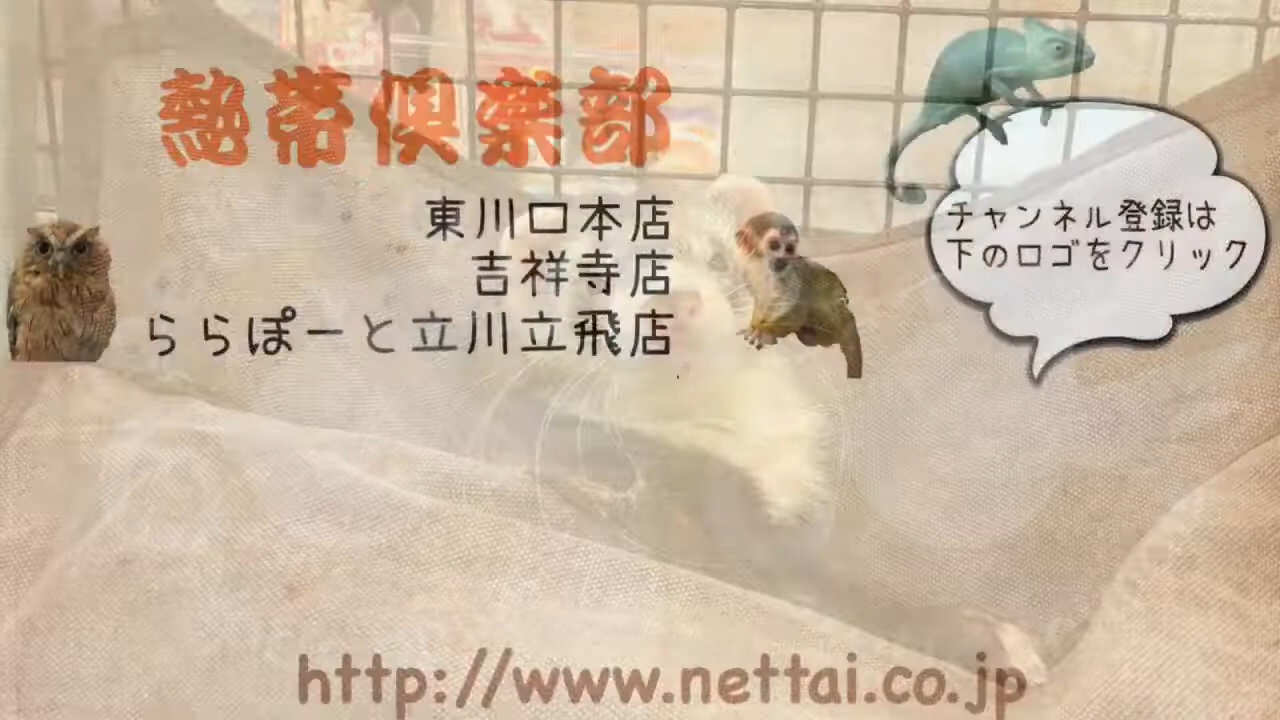 熱帯倶楽部
東川口本店
吉祥寺店
ららぽーと立川立飛店
チャンネル登録は
下のロゴをクリック
http://www.nettai.co.jp